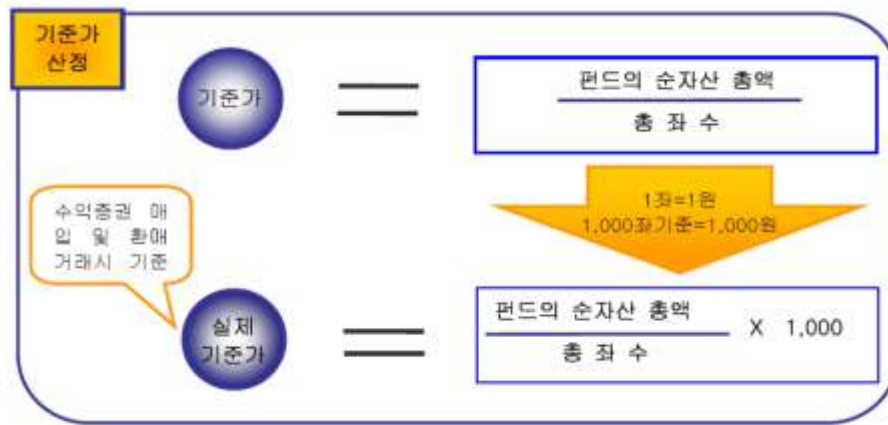 기준가
산정
기준가
펀드의 순자산 총액
총 좌 수
1좌=1원
1,000좌기준=1,000원
수익증권 매
입 및 환매
거래시 기준
실제
기준가
펀드의 순자산 총액
총 좌 수
X 1,000